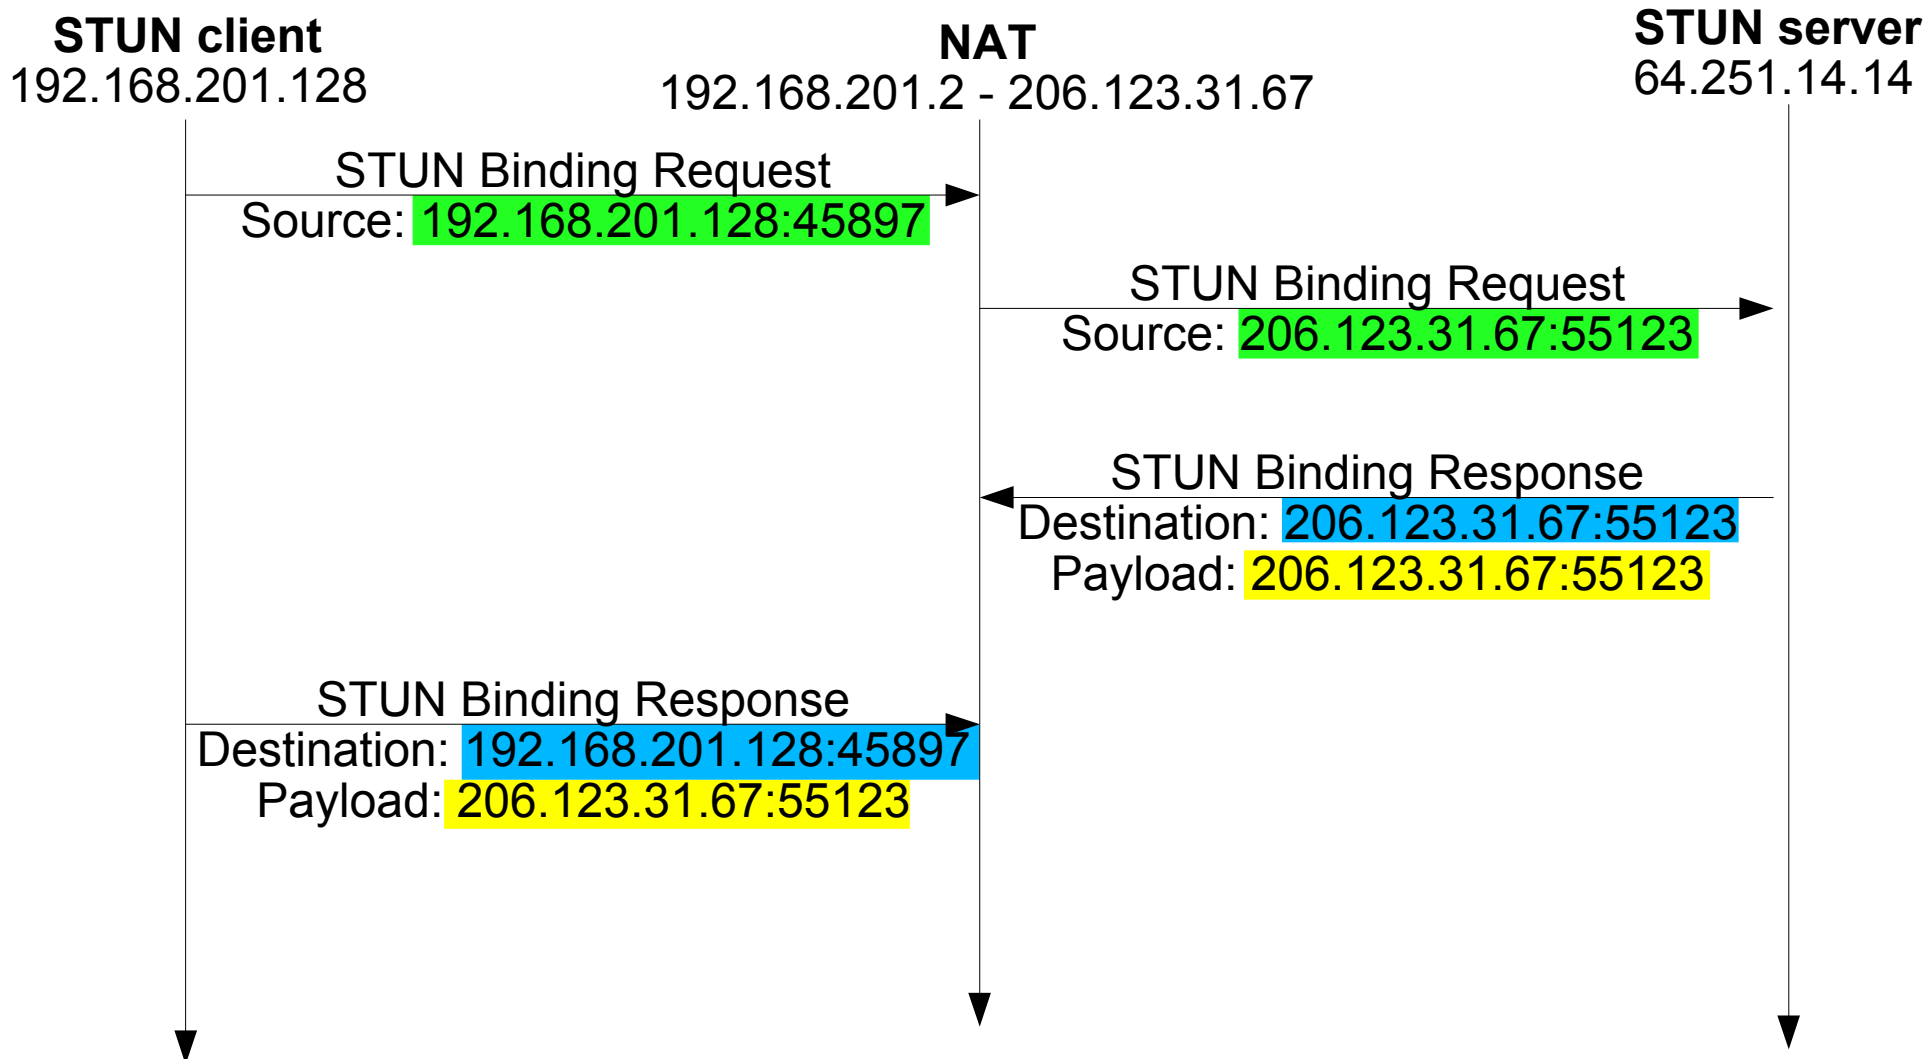 STUN client
192.168.201.128
NAT
192.168.201.2 - 206.123.31.67
STUN server
64.251.14.14
STUN Binding Request
Source: 192.168.201.128:45897
STUN Binding Request
Source: 206.123.31.67:55123
STUN Binding Response
Destination: 206.123.31.67:55123
Payload: 206.123.31.67:55123
STUN Binding Response
Destination: 192.168.201.128:45897
Payload: 206.123.31.67:55123